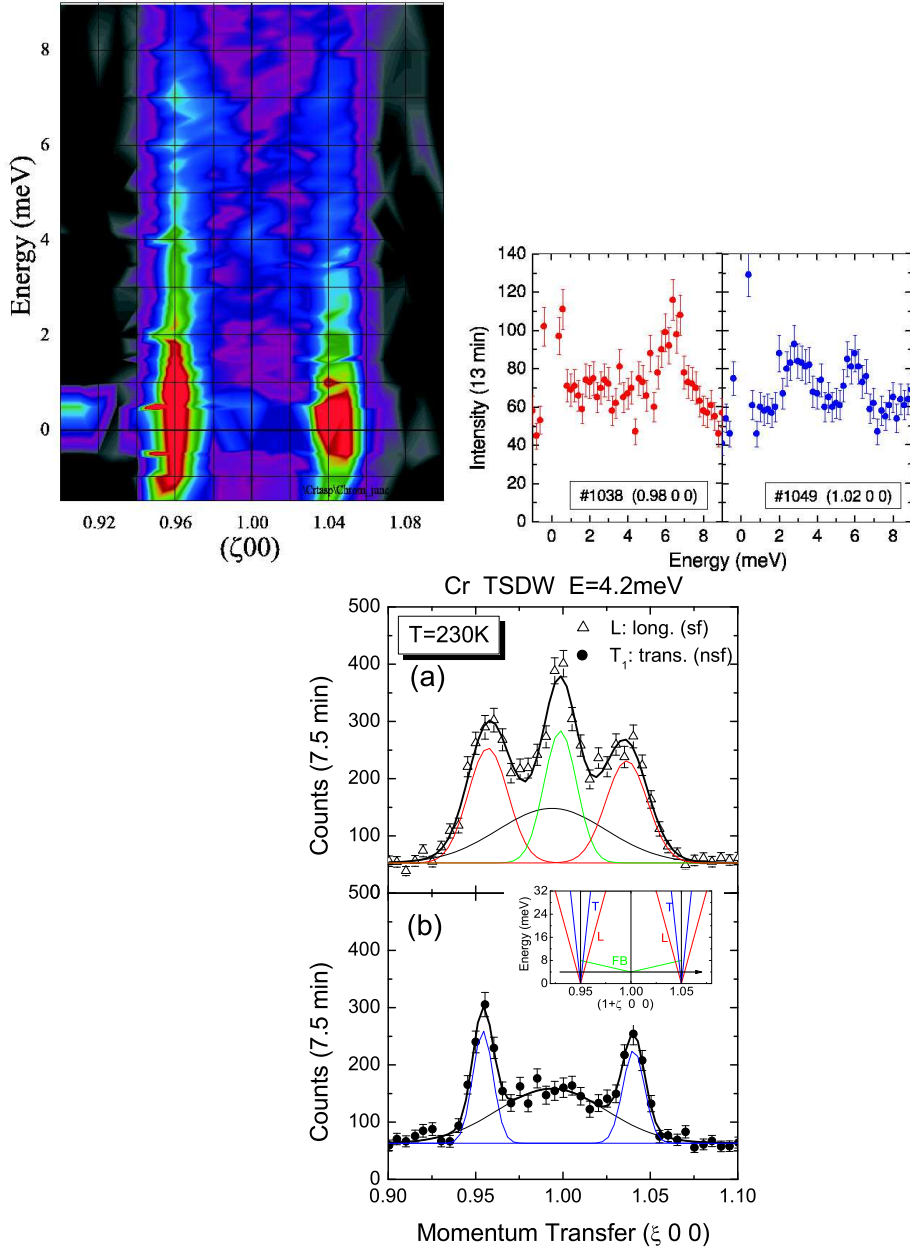 8
6
4
2
0
Energy (meV)
\Crtasp\Chrom_june
0.92 0.96 1.00 1.04 1.08
(ζ00)
140
120
100
80
60
40
20
0
Intensity (13 min)
#1038 (0.98 0 0)
#1049 (1.02 0 0)
0 2 4 6 8 0 2 4 6 8
Energy (meV)
Cr TSDW E=4.2meV
500
400
300
200
100
Counts (7.5 min)
T=230K
(a)
L: long. (sf)
T1: trans. (nsf)
500
400
300
200
100
0
Counts (7.5 min)
(b)
32
24
16
8
0
Energy (meV)
T
L
FB
L
T
0.95 1.00 1.05
(1+ζ 0 0)
0.90 0.95 1.00 1.05 1.10
Momentum Transfer (ξ 0 0)